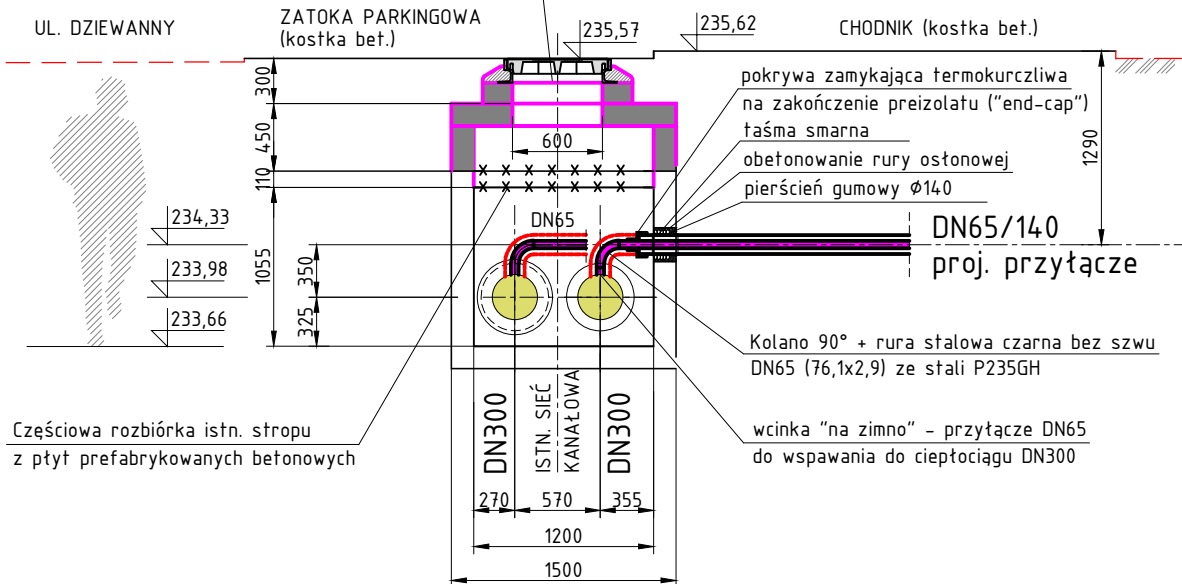 UL. DZIEWANNY
ZATOKA PARKINGOWA
(kostka bet.)
235,57
235,62
CHODNIK (kostka bet.)
300
450
110
1055
600
pokrywa zamykająca termokurczliwa
na zakończenie preizolatu ("end-cap")
taśma smarna
obetonowanie rury osłonowej
pierścień gumowy Ø140
1290
234,33
233,98
233,66
350
325
DN65
DN65/140
proj. przyłącze
Kolano 90° + rura stalowa czarna bez szwu
DN65 (76,1x2,9) ze stali P235GH
wcinka "na zimno" - przyłącze DN65
do wspawania do ciepłociągu DN300
Częściowa rozbiórka istn. stropu
z płyt prefabrykowanych betonowych
DN300
ISTN. SIEĆ
KANAŁOWA
DN300
270
570
355
1200
1500